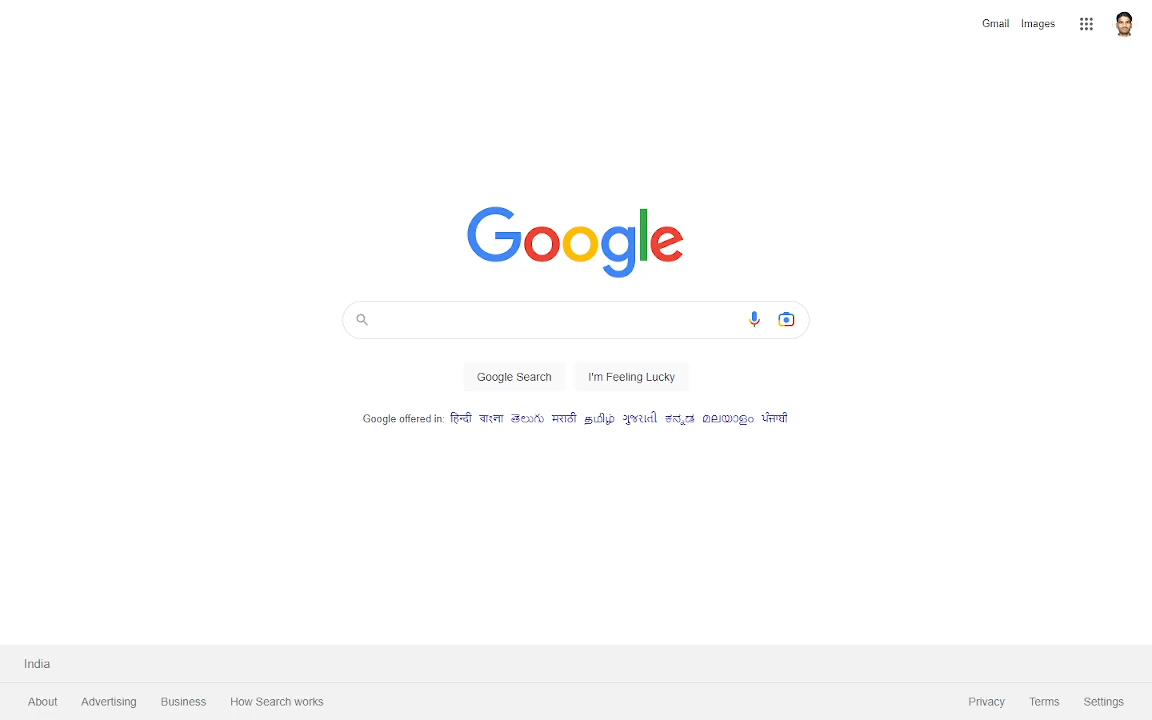 Gmail Images
Google
Google Search I'm Feeling Lucky
Google offered in: हिन्दी বাংলা తెలుగు मराठी தமிழ் ગુજરાતી ಕನ್ನಡ മലയാളം ਪੰਜਾਬੀ
India
About Advertising Business How Search works Privacy Terms Settings